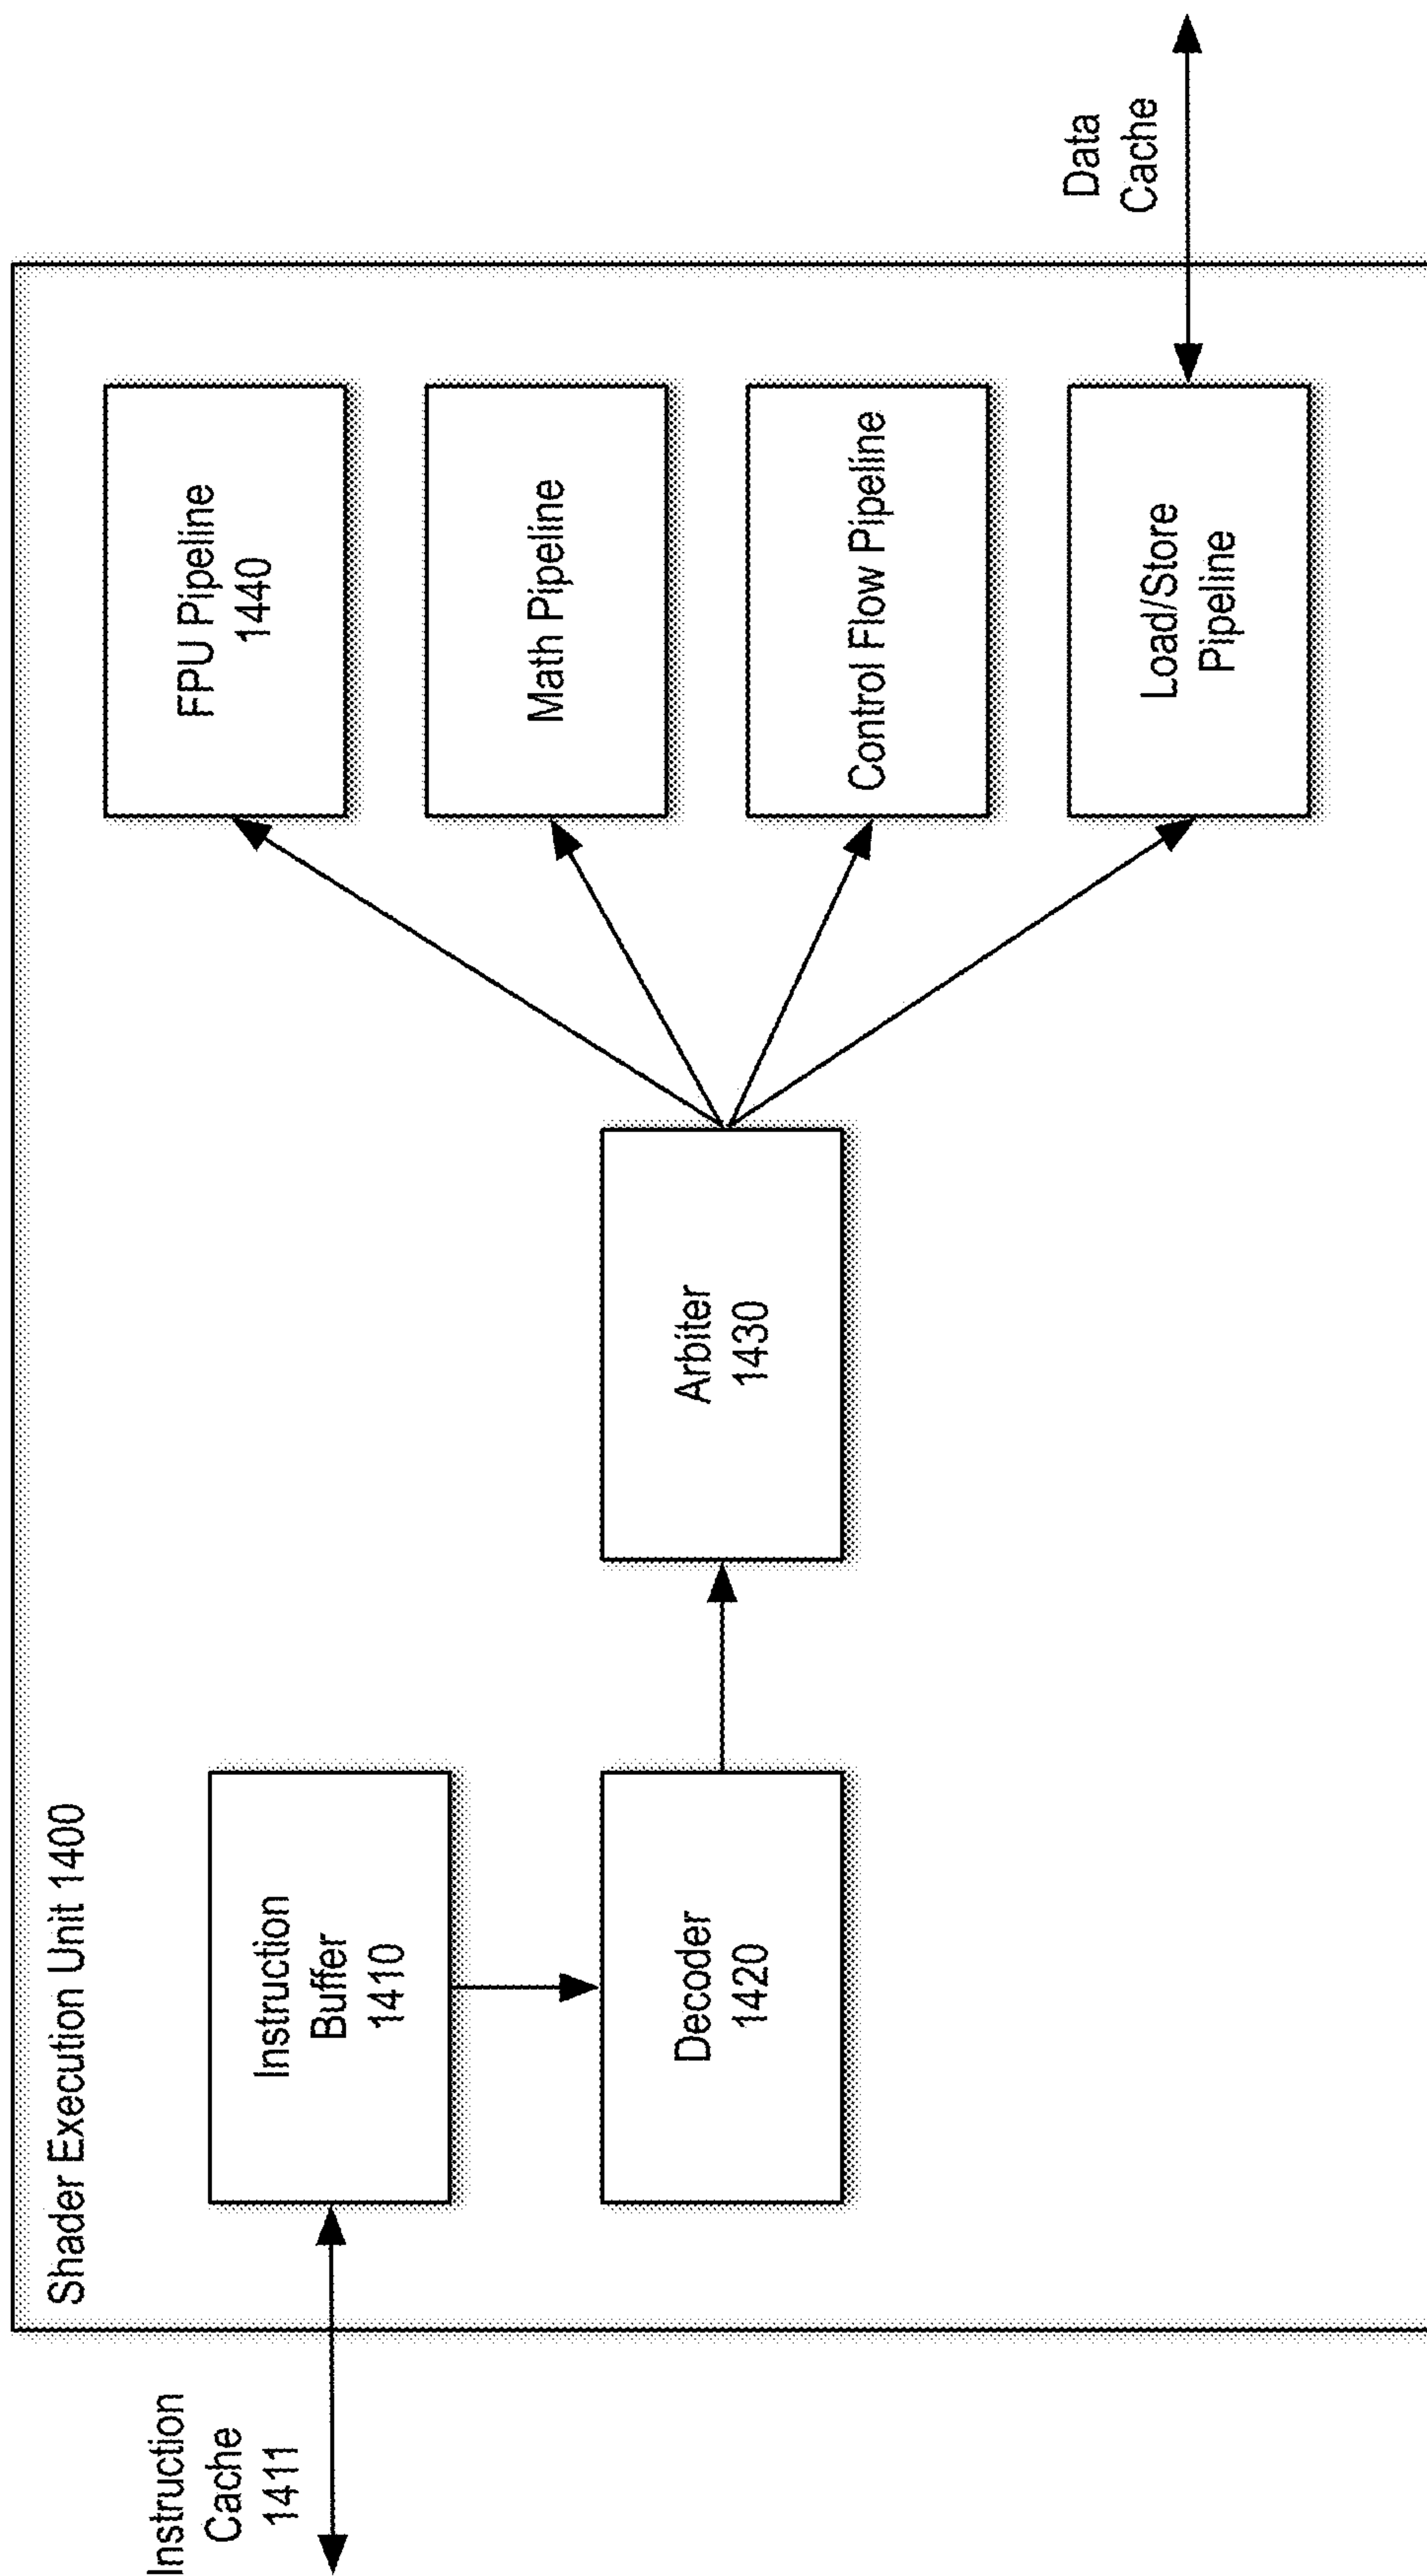 Shader Execution Unit 1400
Instruction
Cache
1411
Instruction
Buffer
1410
Decoder
1420
Arbiter
1430
FPU Pipeline
1440
Math Pipeline
Control Flow Pipeline
Load/Store
Pipeline
Data
Cache